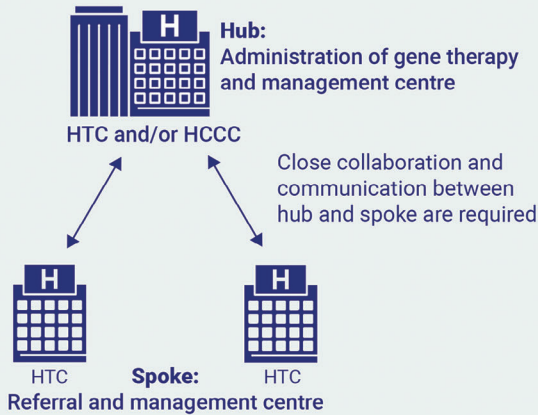 H
Hub:
Administration of gene therapy
and management centre
HTC and/or HCCC
Close collaboration and
communication between
hub and spoke are required
H
H
HTC
Spoke:
HTC
Referral and management centre